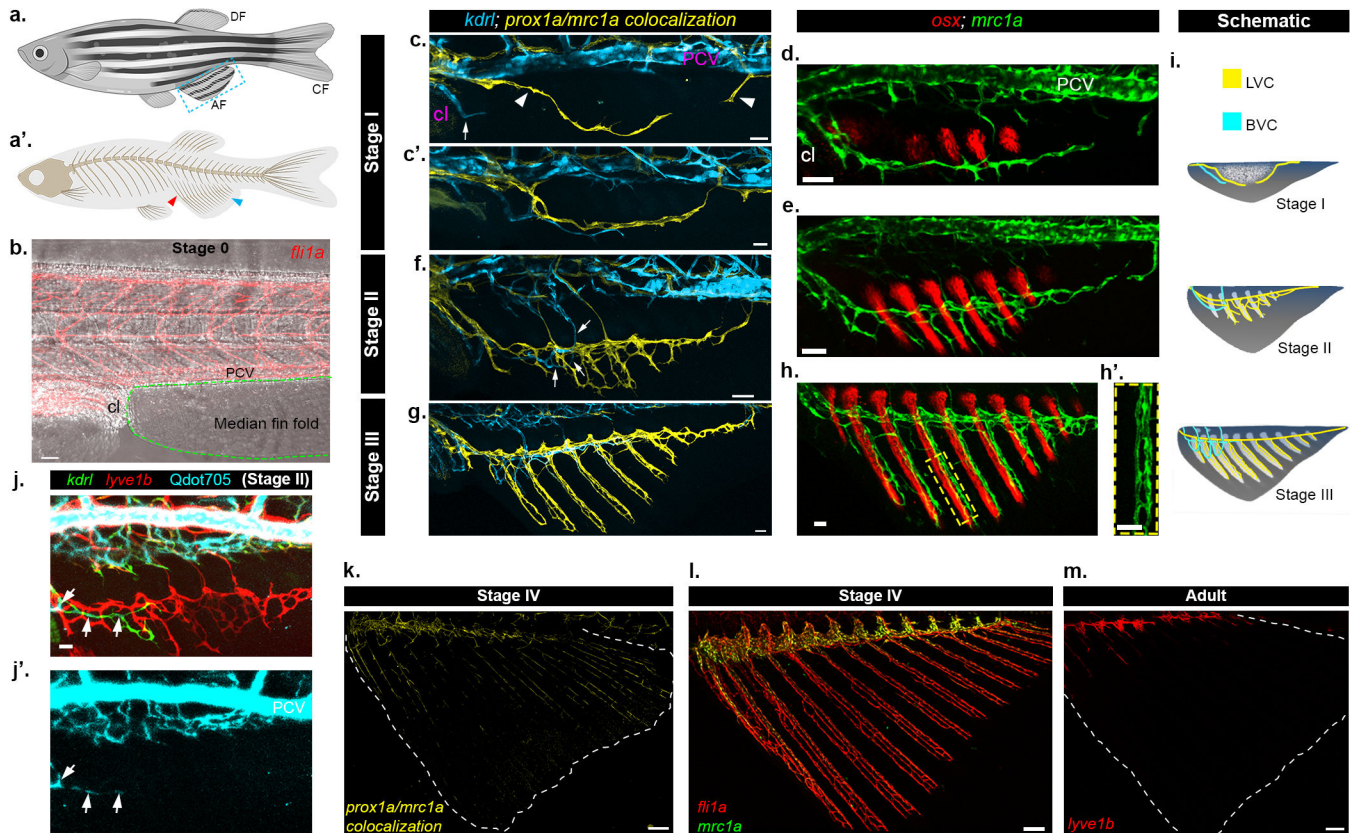 a.
DF
AF
CF
a'.
b.
Stage 0
fli1a
PCV
cl
Median fin fold
j.
kdrl lyve1b Qdot705 (Stage II)
j'.
PCV
Stage I
Stage II
Stage III
kdrl; prox1a/mrc1a colocalization
c.
PCV
cl
c'.
f.
g.
osx; mrc1a
d.
PCV
cl
e.
h.
h'.
Schematic
i.
LVC
BVC
Stage I
Stage II
Stage III
k.
Stage IV
prox1a/mrc1a
colocalization
l.
Stage IV
fli1a
mrc1a
m.
Adult
lyve1b